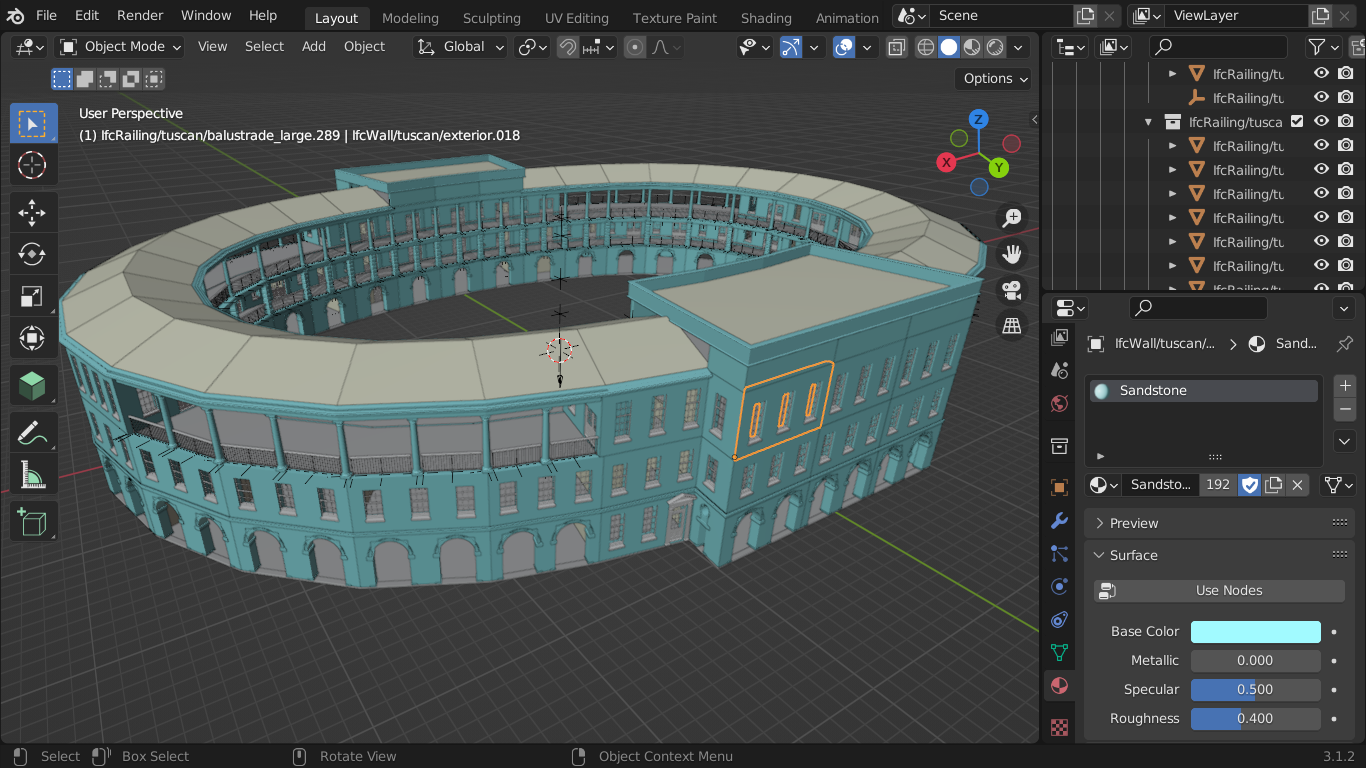 File Edit Render Window Help
Layout Modeling Sculpting UV Editing Texture Paint Shading Animation
Scene
ViewLayer
Object Mode View Select Add Object
Global
Options
User Perspective
(1) IfcRailing/tuscan/balustrade_large.289 | IfcWall/tuscan/exterior.018
Z
X
Y
IfcRailing/tu
IfcRailing/tu
IfcRailing/tusca
IfcRailing/tu
IfcRailing/tu
IfcRailing/tu
IfcRailing/tu
IfcRailing/tu
IfcRailing/tu
IfcRailing/tu
IfcWall/tuscan/... Sand...
Sandstone
Sandsto... 192
Preview
Surface
Use Nodes
Base Color
Metallic 0.000
Specular 0.500
Roughness 0.400
Select Box Select Rotate View Object Context Menu 3.1.2